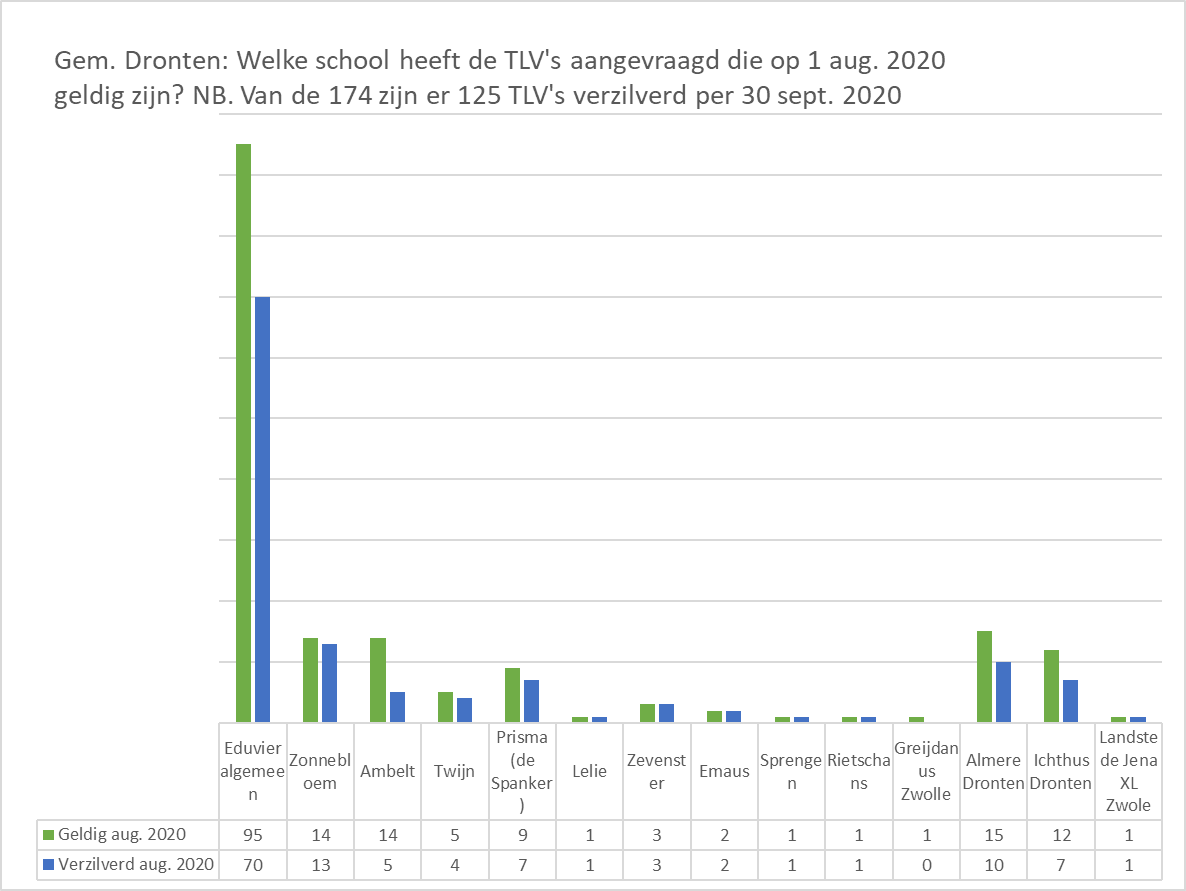 Gem. Dronten: Welke school heeft de TLV's aangevraagd die op 1 aug. 2020
geldig zijn? NB. Van de 174 zijn er 125 TLV's verzilverd per 30 sept. 2020
Eduvier
algemee
n
Zonnebl
oem
Ambelt
Twijn
Prisma
(de
Spanker
)
Lelie
Zevenst
er
Emaus
Sprenge
n
Rietscha
ns
Greijdan
us
Zwolle
Almere
Dronten
Ichthus
Dronten
Landste
de Jena
XL
Zwole
Geldig aug. 2020 95 14 14 5 9 1 3 2 1 1 1 15 12 1
Verzilverd aug. 2020 70 13 5 4 7 1 3 2 1 1 0 10 7 1